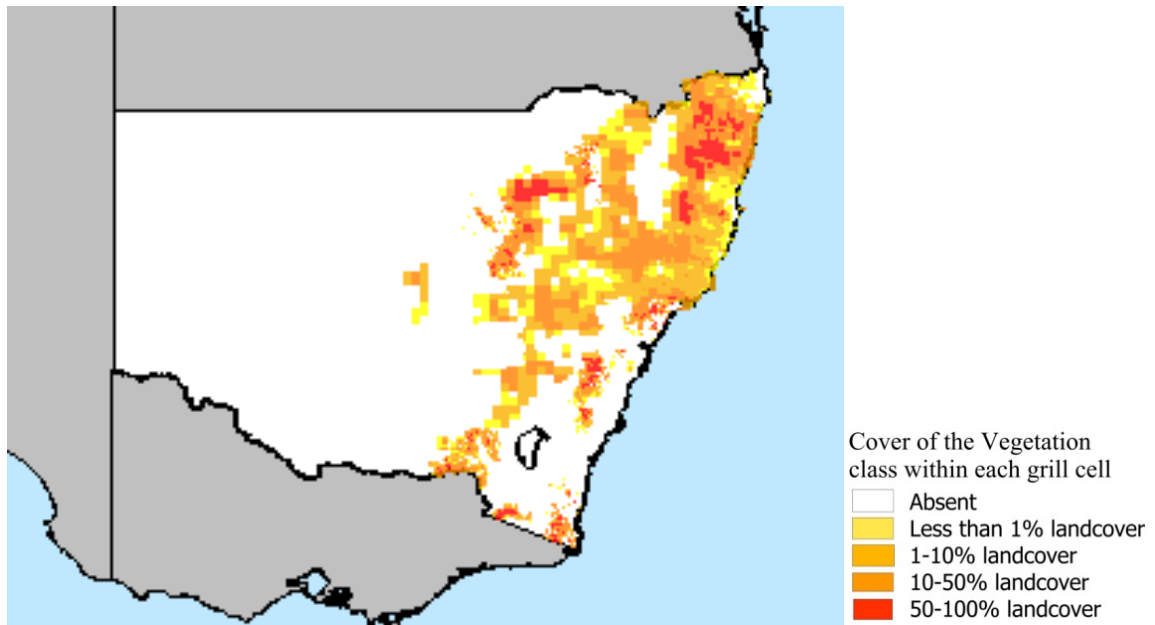 Cover of the Vegetation
class within each grill cell
Absent
Less than 1% landcover
1-10% landcover
10-50% landcover
50-100% landcover